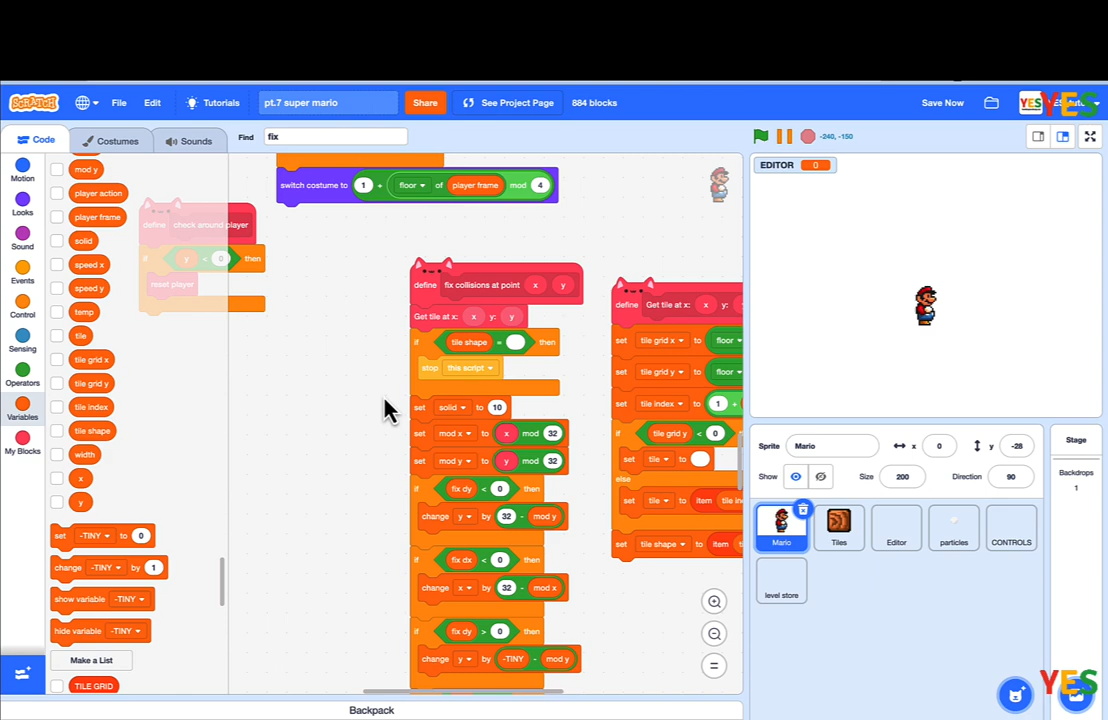 SCRATCH File Edit Tutorials pt.7 super mario Share See Project Page 884 blocks Save Now YES YES
Code Costumes Sounds Find fix -240, -150
Motion
Looks
Sound
Events
Control
Sensing
Operators
Variables
My Blocks
mod y
player action
player frame
solid
speed x
speed y
temp
tile
tile grid x
tile grid y
tile index
tile shape
width
x
y
set -TINY to 0
change -TINY by 1
show variable -TINY
hide variable -TINY
Make a List
TILE GRID
define check around player
if y < 0 then
reset player
switch costume to 1 + floor of player frame mod 4
define fix collisions at point x y
Get tile at x: x y: y
if tile shape = then
stop this script
set solid to 10
set mod x to x mod 32
set mod y to y mod 32
if fix dy < 0 then
change y by 32 - mod y
if fix dx < 0 then
change x by 32 - mod x
if fix dy > 0 then
change y by -TINY - mod y
define Get tile at x: x y:
set tile grid x to floor
set tile grid y to floor
set tile index to 1 +
if tile grid y < 0 then
set tile to
else
set tile to item
set tile shape to item
EDITOR 0
Sprite Mario x 0 y -28
Show Size 200 Direction 90
Mario Tiles Editor particles CONTROLS
level store
Stage
Backdrops
1
Backpack
YES